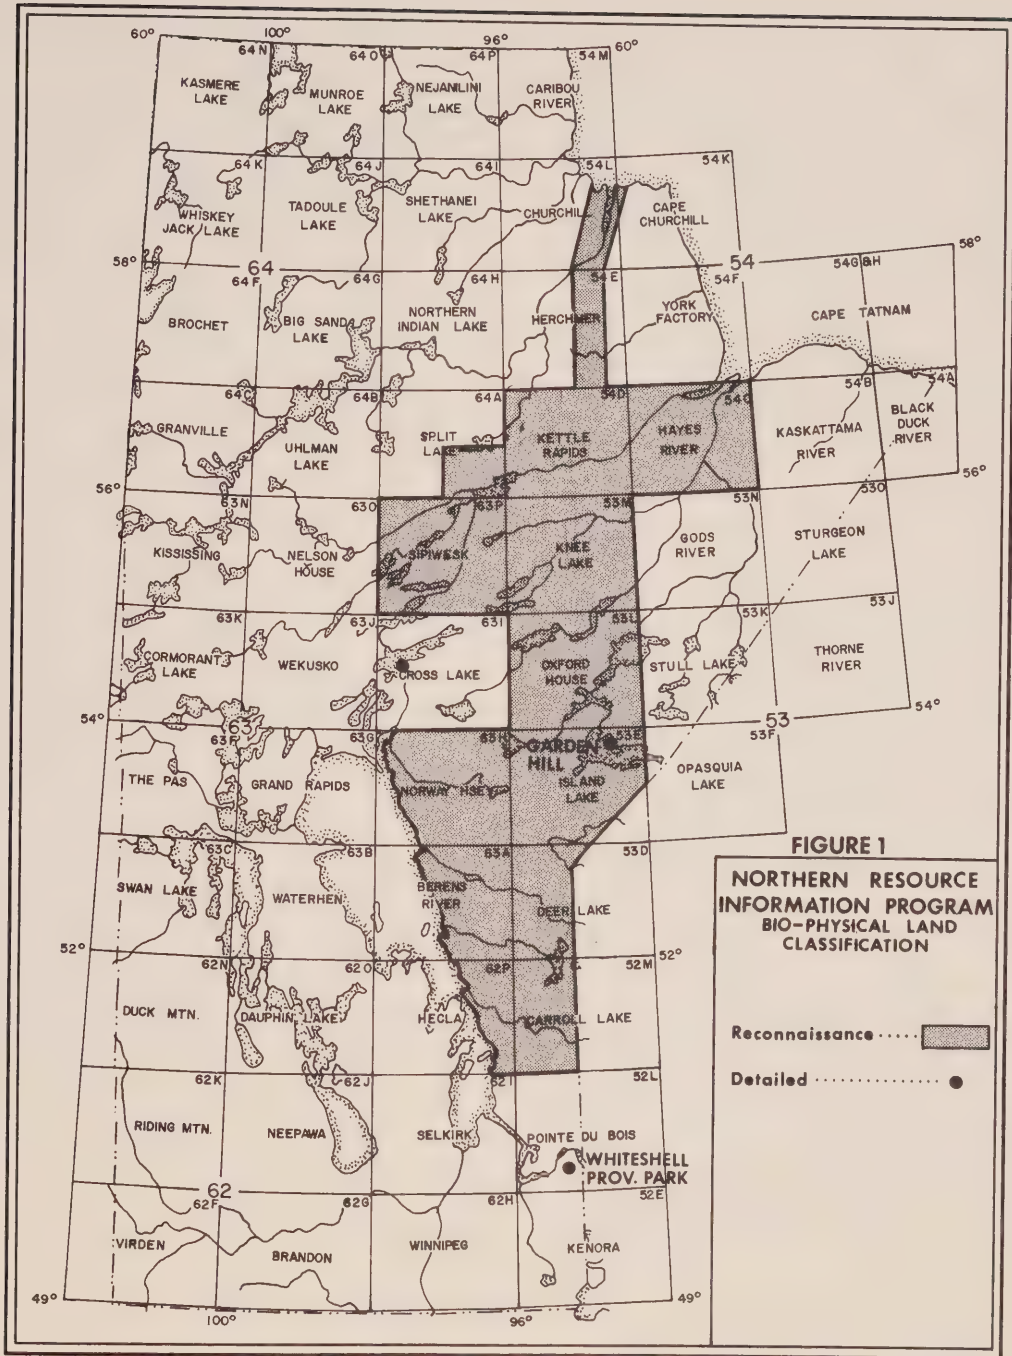 60° 100° 96° 60°
64N 64O 64P 54M
KASMERE
LAKE
MUNROE
LAKE
NEJANILINI
LAKE
CARIBOU
RIVER
64K 64J 64I 54L 54K
WHISKEY
JACK LAKE
TADOULE
LAKE
SHETHANEI
LAKE
CHURCHILL
CAPE
CHURCHILL
58° 64 54 58°
64F 64G 64H 54E 54F 54G&H
BROCHET
BIG SAND
LAKE
NORTHERN
INDIAN LAKE
HERCHMER
YORK
FACTORY
CAPE TATNAM
64C 64B 64A 54D 54C 54B 54A
GRANVILLE
UHLMAN
LAKE
SPLIT
LAKE
KETTLE
RAPIDS
HAYES
RIVER
KASKATTAMA
RIVER
BLACK
DUCK
RIVER
56° 56°
63N 63O 63P 53M 53N 53O
KISSISSING
NELSON
HOUSE
SIPIWESK
KNEE
LAKE
GODS
RIVER
STURGEON
LAKE
63K 63J 63I 53L 53K 53J
CORMORANT
LAKE
WEKUSKO
CROSS LAKE
OXFORD
HOUSE
STULL LAKE
THORNE
RIVER
54° 63 53 54°
63F 63G 63H 53E 53F
THE PAS
GRAND RAPIDS
NORWAY HSE
GARDEN
HILL
ISLAND
LAKE
OPASQUIA
LAKE
63C 63B 63A 53D
SWAN LAKE
WATERHEN
BERENS
RIVER
DEER LAKE
52° 52°
62N 62O 62P 52M
DUCK MTN.
DAUPHIN LAKE
HECLA
CARROLL LAKE
62K 62J 62I 52L
RIDING MTN.
NEEPAWA
SELKIRK
POINTE DU BOIS
WHITESHELL
PROV. PARK
62
62F 62G 62H 52E
VIRDEN
BRANDON
WINNIPEG
KENORA
49° 49°
100° 96°
FIGURE 1
NORTHERN RESOURCE
INFORMATION PROGRAM
BIO-PHYSICAL LAND
CLASSIFICATION
Reconnaissance
Detailed